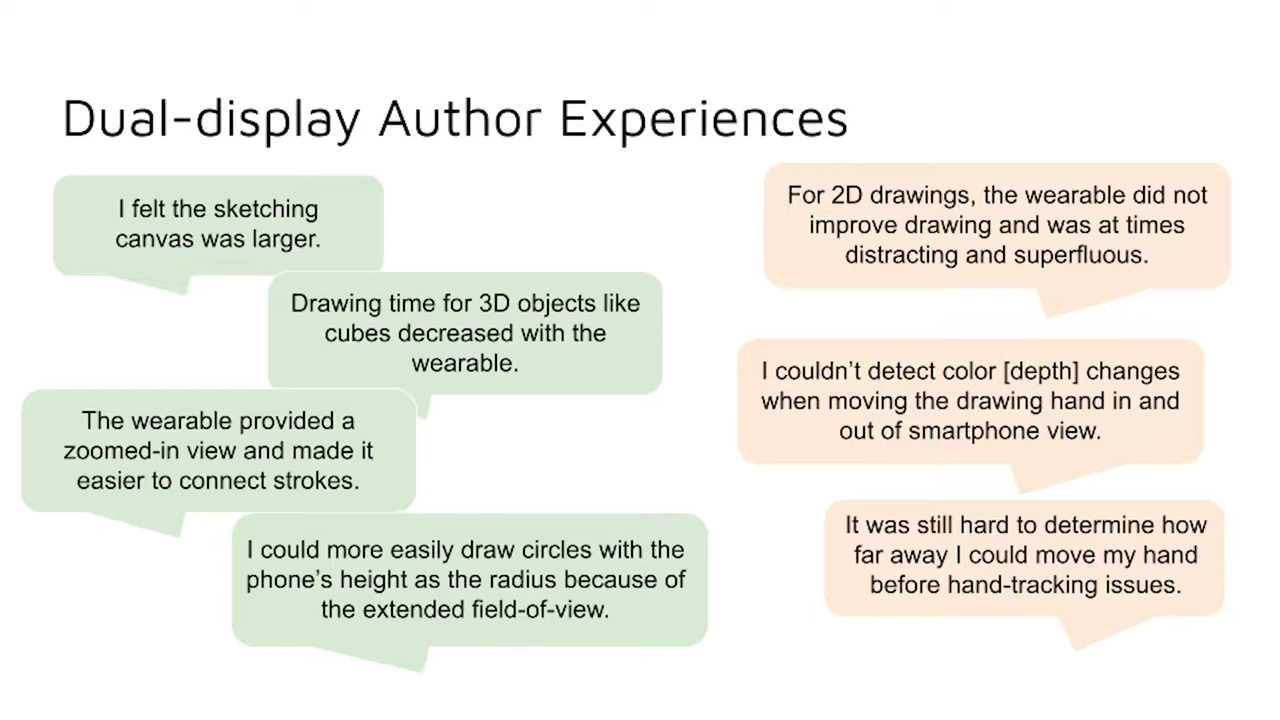 Dual-display Author Experiences
I felt the sketching
canvas was larger.
Drawing time for 3D objects like
cubes decreased with the
wearable.
The wearable provided a
zoomed-in view and made it
easier to connect strokes.
I could more easily draw circles with the
phone’s height as the radius because of
the extended field-of-view.
For 2D drawings, the wearable did not
improve drawing and was at times
distracting and superfluous.
I couldn’t detect color [depth] changes
when moving the drawing hand in and
out of smartphone view.
It was still hard to determine how
far away I could move my hand
before hand-tracking issues.